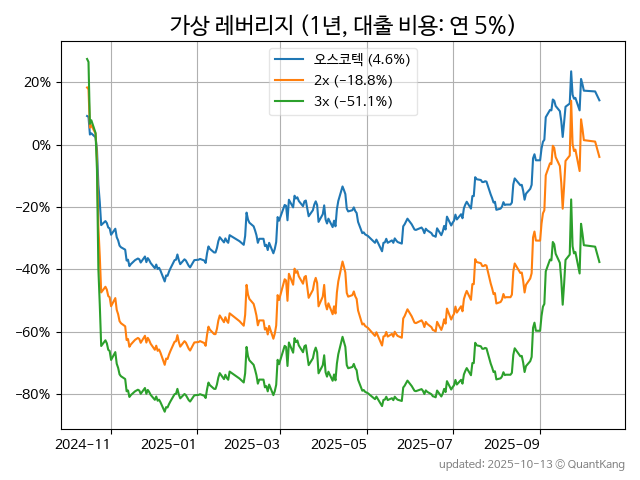 가상 레버리지 (1년, 대출 비용: 연 5%)
오스코텍 (4.6%)
2x (−18.8%)
3x (−51.1%)
20%
0%
−20%
−40%
−60%
−80%
2024-11
2025-01
2025-03
2025-05
2025-07
2025-09
updated: 2025-10-13 © QuantKang